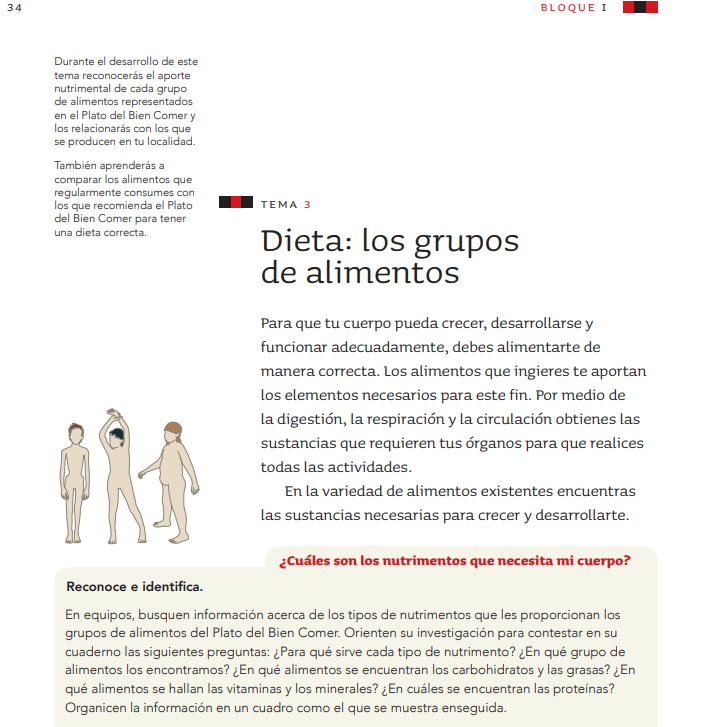 34
BLOQUE I
Durante el desarrollo de este
tema reconocerás el aporte
nutrimental de cada grupo
de alimentos representados
en el Plato del Bien Comer y
los relacionarás con los que
se producen en tu localidad.
También aprenderás a
comparar los alimentos que
regularmente consumes con
los que recomienda el Plato
del Bien Comer para tener
una dieta correcta.
TEMA 3
Dieta: los grupos
de alimentos
Para que tu cuerpo pueda crecer, desarrollarse y
funcionar adecuadamente, debes alimentarte de
manera correcta. Los alimentos que ingieres te aportan
los elementos necesarios para este fin. Por medio de
la digestión, la respiración y la circulación obtienes las
sustancias que requieren tus órganos para que realices
todas las actividades.
En la variedad de alimentos existentes encuentras
las sustancias necesarias para crecer y desarrollarte.
¿Cuáles son los nutrimentos que necesita mi cuerpo?
Reconoce e identifica.
En equipos, busquen información acerca de los tipos de nutrimentos que les proporcionan los
grupos de alimentos del Plato del Bien Comer. Orienten su investigación para contestar en su
cuaderno las siguientes preguntas: ¿Para qué sirve cada tipo de nutrimento? ¿En qué grupo de
alimentos los encontramos? ¿En qué alimentos se encuentran los carbohidratos y las grasas? ¿En
qué alimentos se hallan las vitaminas y los minerales? ¿En cuáles se encuentran las proteínas?
Organicen la información en un cuadro como el que se muestra enseguida.